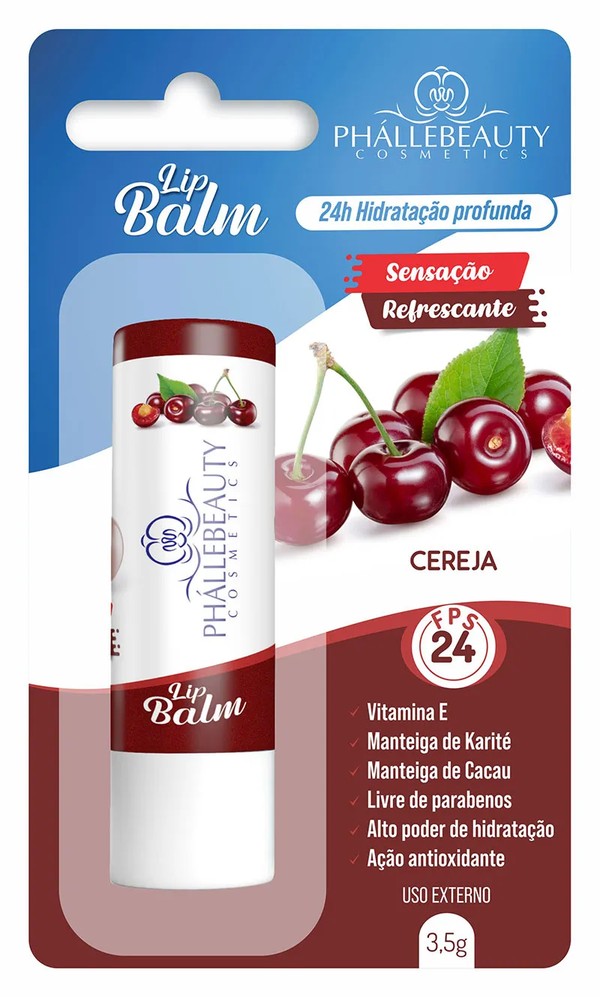 PHÁLLEBEAUTY
COSMETICS
Lip
Balm
24h Hidratação profunda
Sensação
Refrescante
PHÁLLEBEAUTY
COSMETICS
Lip
Balm
CEREJA
FPS
24
Vitamina E
Manteiga de Karité
Manteiga de Cacau
Livre de parabenos
Alto poder de hidratação
Ação antioxidante
USO EXTERNO
3,5g